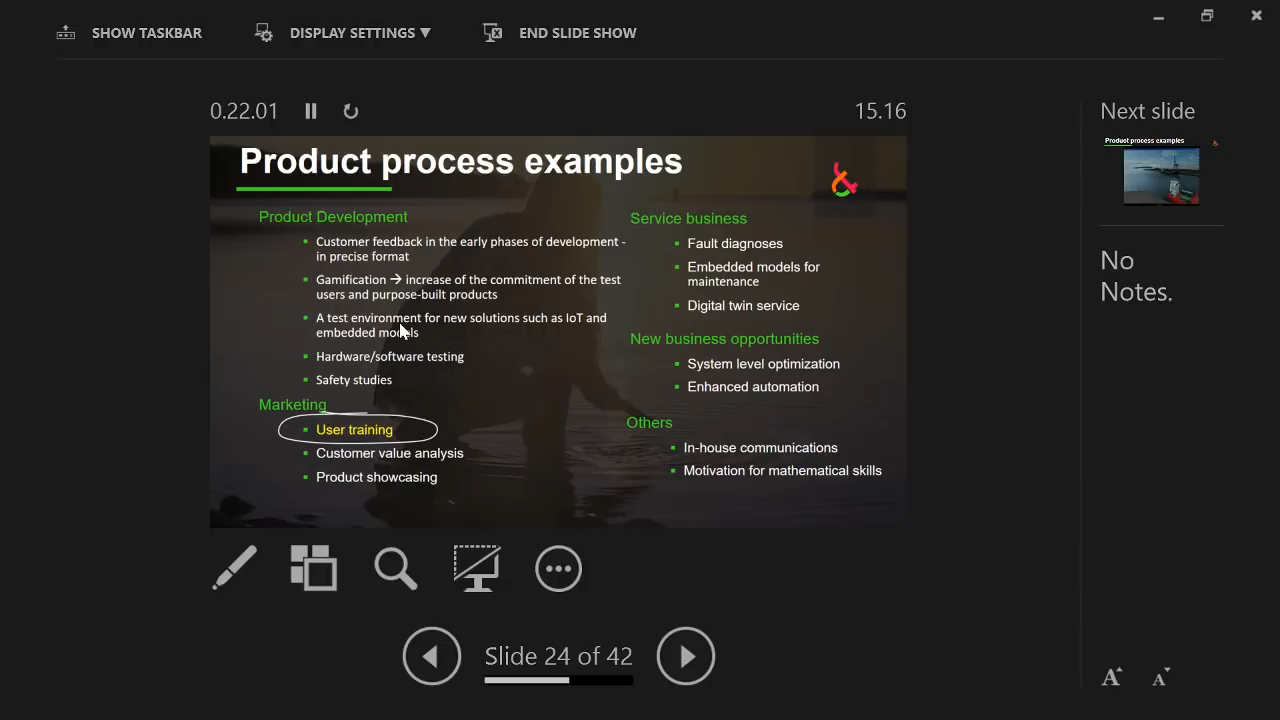 SHOW TASKBAR
DISPLAY SETTINGS ▼
END SLIDE SHOW
0.22.01
15.16
Next slide
Product process examples
Product process examples
Product Development
Customer feedback in the early phases of development -
in precise format
Gamification → increase of the commitment of the test
users and purpose-built products
A test environment for new solutions such as IoT and
embedded models
Hardware/software testing
Safety studies
Marketing
User training
Customer value analysis
Product showcasing
Service business
Fault diagnoses
Embedded models for
maintenance
Digital twin service
New business opportunities
System level optimization
Enhanced automation
Others
In-house communications
Motivation for mathematical skills
No
Notes.
Slide 24 of 42
A
A